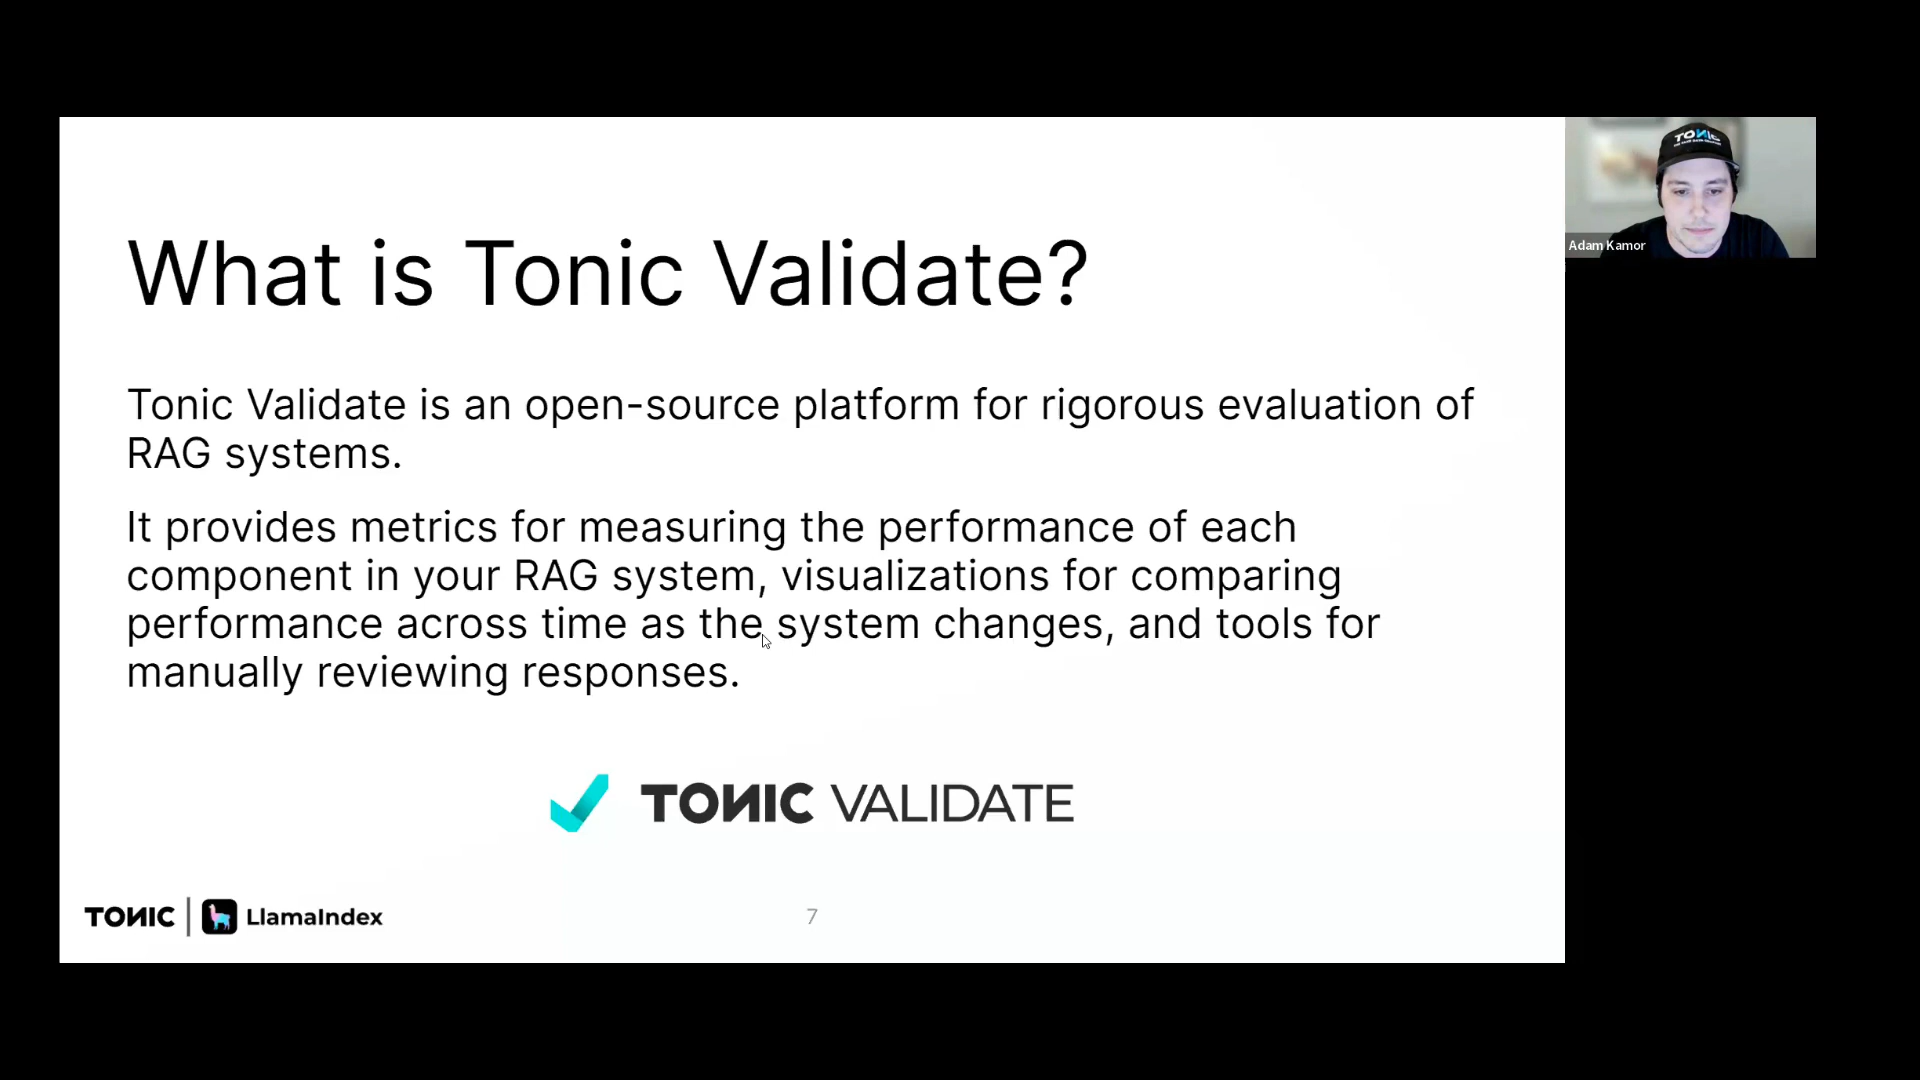 What is Tonic Validate?
Tonic Validate is an open-source platform for rigorous evaluation of
RAG systems.
It provides metrics for measuring the performance of each
component in your RAG system, visualizations for comparing
performance across time as the system changes, and tools for
manually reviewing responses.
TONIC VALIDATE
TONIC | LlamaIndex
7
TONIC
Adam Kamor